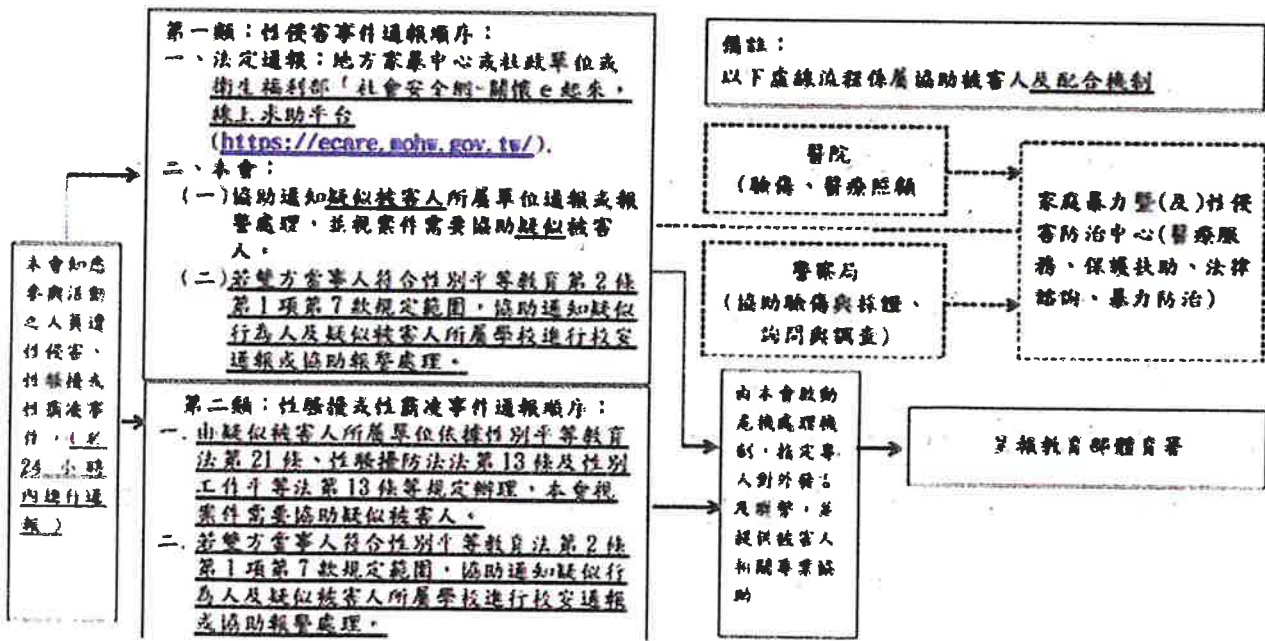 本會知悉
參與活動
之人員遭
性侵害、
性騷擾或
性霸凌事
件,(於
24 小時
內進行通
報)
第一類:性侵害事件通報順序:
一、法定通報:地方家暴中心或社政單位或
衛生福利部「社會安全網-關懷e起來,
線上求助平台
(https://ecare.mohw.gov.tw/).
二、本會:
(一)協助通知疑似被害人所屬單位通報或報
警處理,並視案件需要協助疑似被害
人。
(二)若雙方當事人符合性別平等教育第2條
第1項第7款規定範圍,協助通知疑似
行為人及疑似被害人所屬學校進行校安
通報或協助報警處理。
第二類:性騷擾或性霸凌事件通報順序:
一. 由疑似被害人所屬單位依據性別平等教育
法第21條、性騷擾防法法第13條及性別
工作平等法第13條等規定辦理,本會視
案件需要協助疑似被害人。
二. 若雙方當事人符合性別平等教育法第2條
第1項第7款規定範圍,協助通知疑似行
為人及疑似被害人所屬學校進行校安通報
或協助報警處理。
備註:
以下虛線流程係屬協助被害人及配合機制
醫院
(驗傷、醫療照顧
警察局
(協助驗傷與採證、
詢問與調查)
家庭暴力暨(及)性侵
害防治中心(醫療服
務、保護扶助、法律
諮詢、暴力防治)
由本會啟動
危機處理機
制,指定專
人對外發言
及聯繫,並
提供被害人
相關專業協
助
呈報教育部體育署